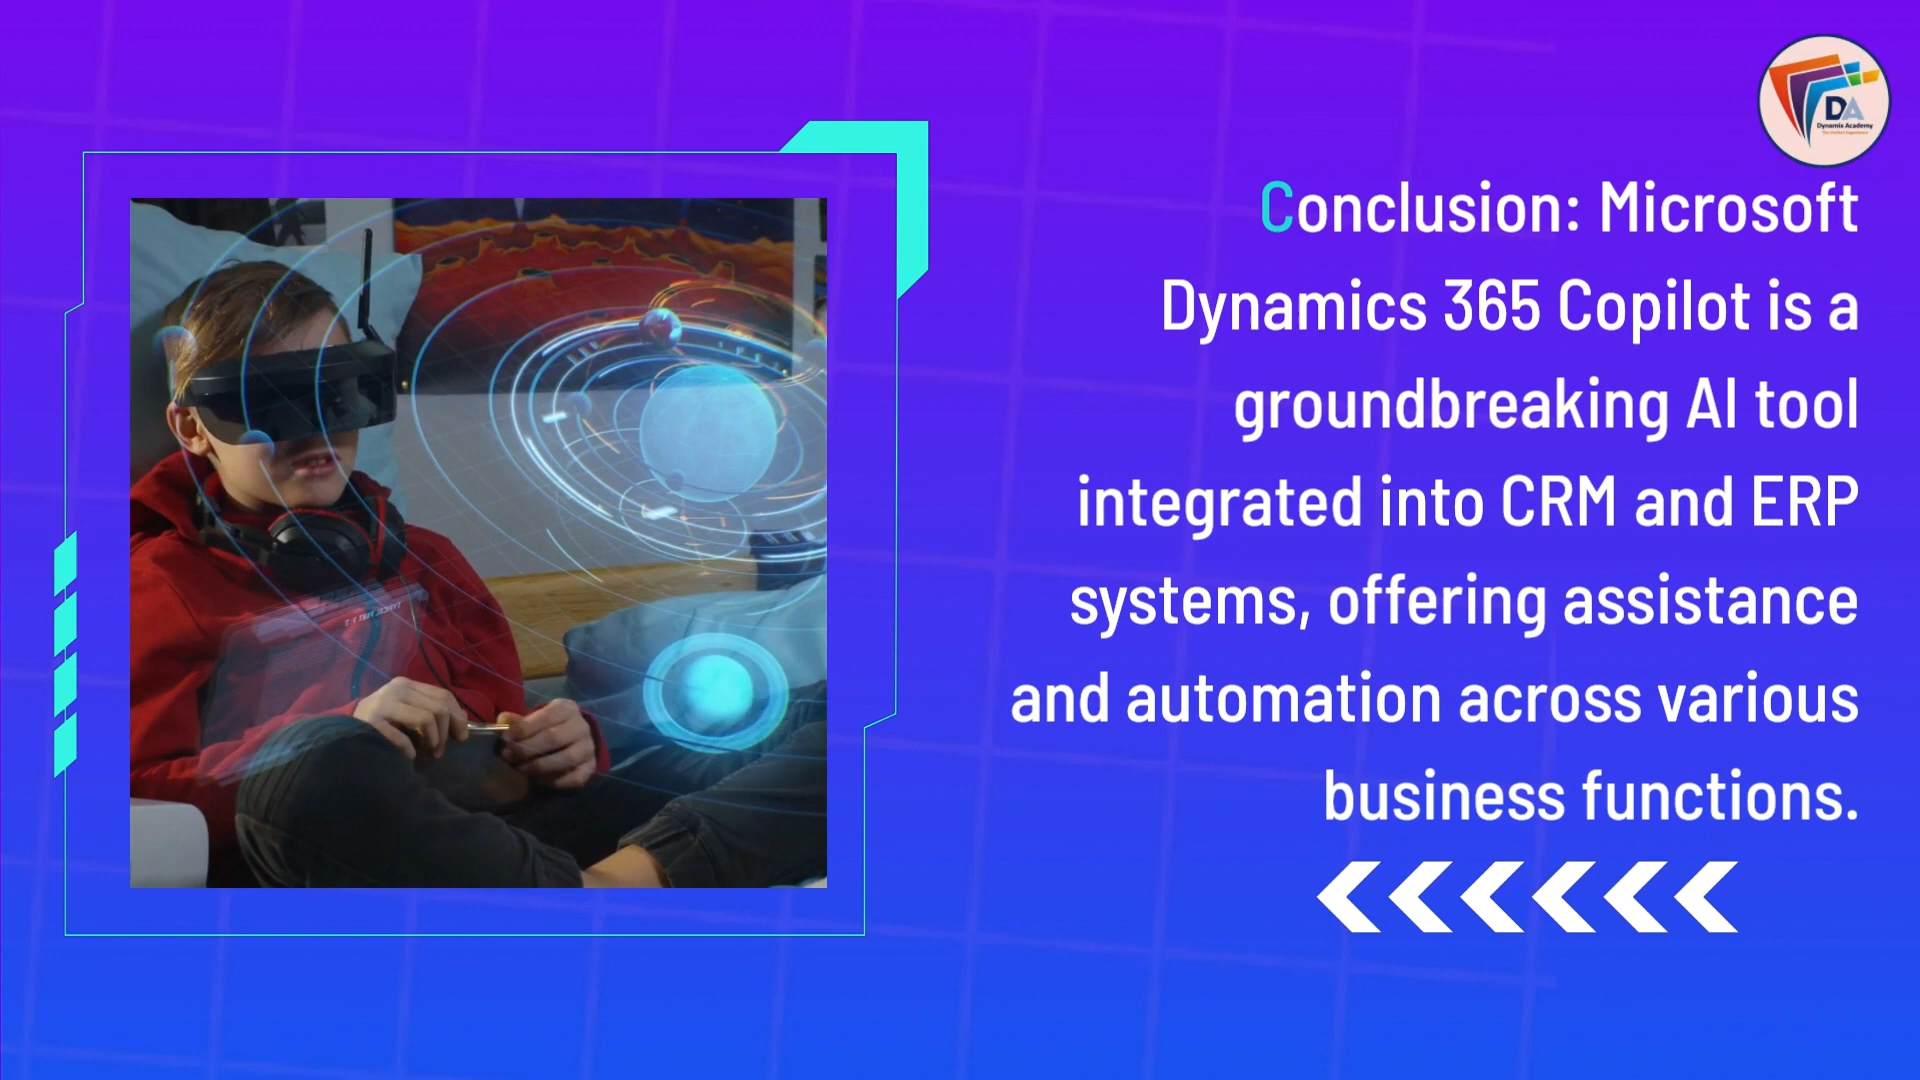 DA
Dynamix Academy
Conclusion: Microsoft
Dynamics 365 Copilot is a
groundbreaking AI tool
integrated into CRM and ERP
systems, offering assistance
and automation across various
business functions.